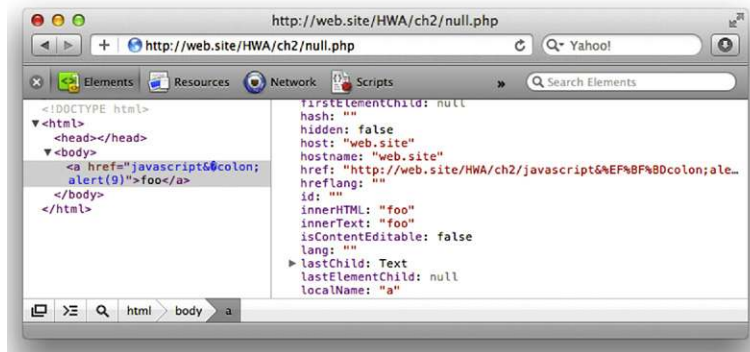 http://web.site/HWA/ch2/null.php
+ http://web.site/HWA/ch2/null.php C Q- Yahoo!
Elements Resources Network Scripts » Search Elements
<!DOCTYPE html>
▼<html>
<head></head>
▼<body>
<a href="javascript&�colon;
alert(9)">foo</a>
</body>
</html>
firstElementChild: null
hash: ""
hidden: false
host: "web.site"
hostname: "web.site"
href: "http://web.site/HWA/ch2/javascript&%EF%BF%BDcolon;ale…
hreflang: ""
id: ""
innerHTML: "foo"
innerText: "foo"
isContentEditable: false
lang: ""
▶lastChild: Text
lastElementChild: null
localName: "a"
html body a